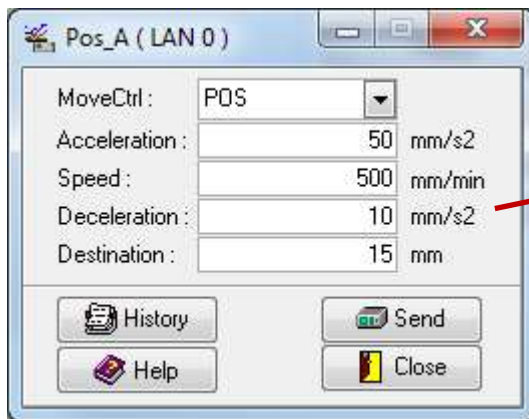 Pos_A ( LAN 0 )
MoveCtrl : POS
Acceleration : 50 mm/s2
Speed : 500 mm/min
Deceleration : 10 mm/s2
Destination : 15 mm
History Send
Help Close